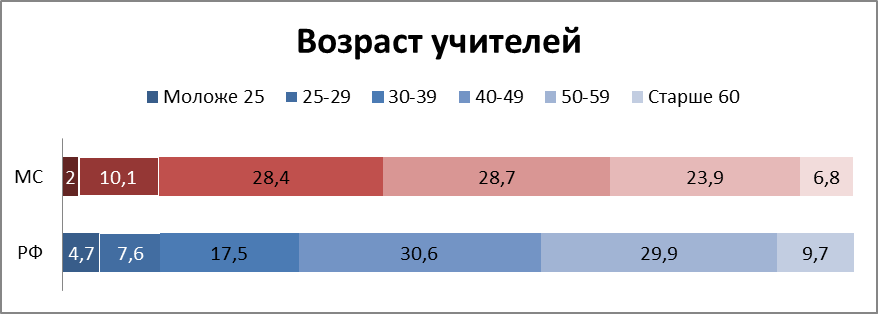 Возраст учителей
Моложе 25 25-29 30-39 40-49 50-59 Старше 60
МС 2 10,1 28,4 28,7 23,9 6,8
РФ 4,7 7,6 17,5 30,6 29,9 9,7